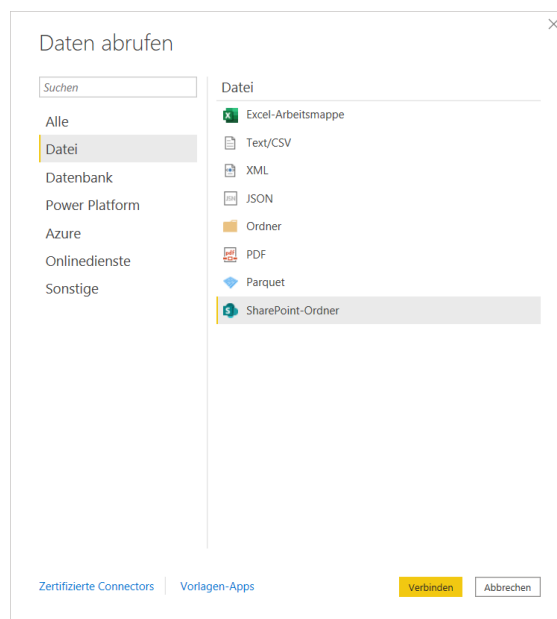 Daten abrufen
Suchen
Alle
Datei
Datenbank
Power Platform
Azure
Onlinedienste
Sonstige
Datei
Excel-Arbeitsmappe
Text/CSV
XML
JSON
Ordner
PDF
Parquet
SharePoint-Ordner
Zertifizierte Connectors
Vorlagen-Apps
Verbinden
Abbrechen